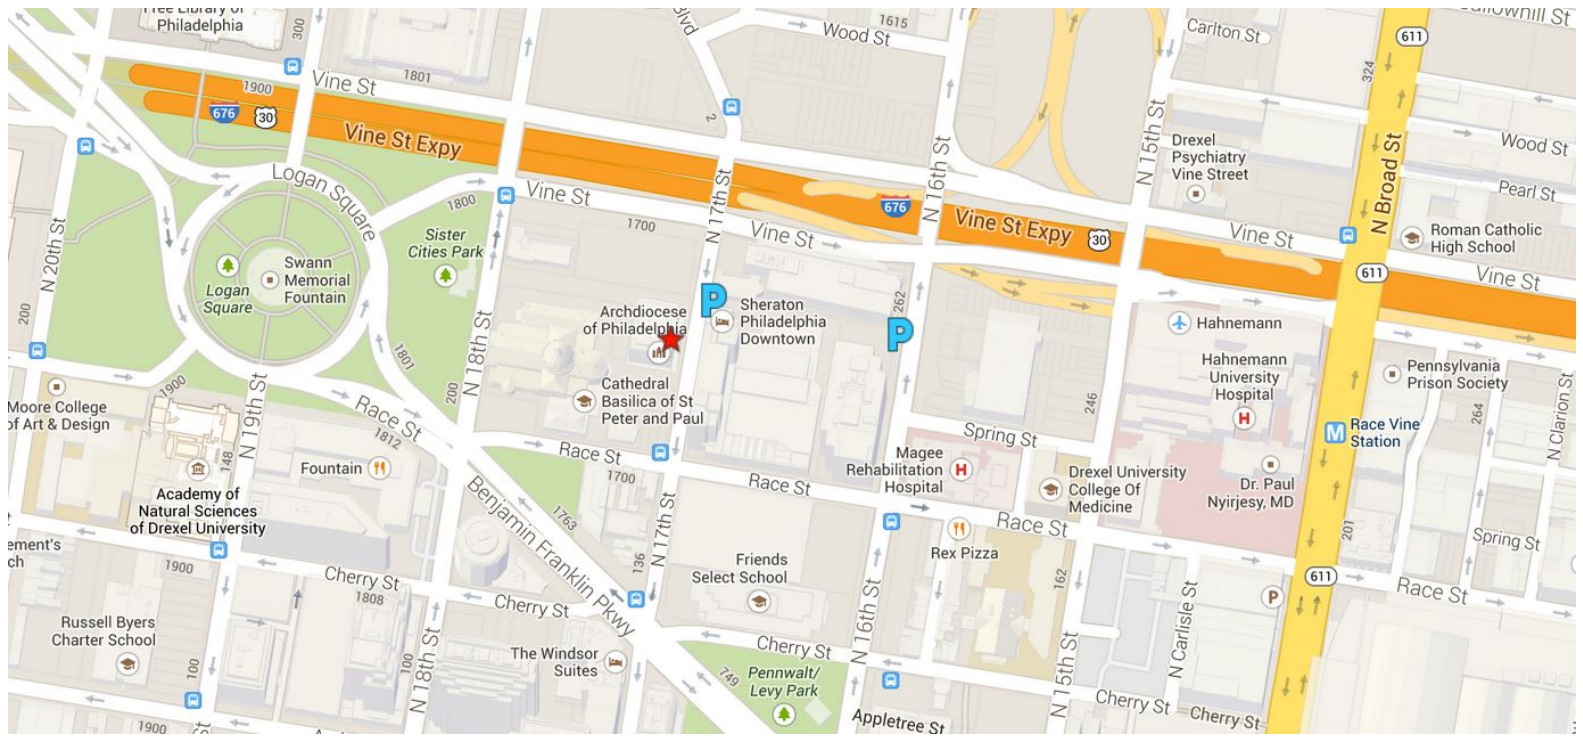 Free Library of
Philadelphia
300
1801
Vine St
1900
676
30
Vine St Expy
Blvd
1615
Wood St
2
Carlton St
611
Callowhill St
324
N 15th St
N 16th St
Drexel
Psychiatry
Vine Street
Wood St
Pearl St
N Broad St
Roman Catholic
High School
Logan Square
1800
Vine St
1700
N 17th St
Vine St
676
Vine St Expy
30
Vine St
611
Vine St
N 20th St
Sister
Cities Park
Swann
Memorial
Fountain
Logan
Square
200
Archdiocese
of Philadelphia
P
Sheraton
Philadelphia
Downtown
262
P
Hahnemann
Hahnemann
University
Hospital
H
Pennsylvania
Prison Society
N 18th St
1801
200
1900
Moore College
of Art & Design
N 19th St
Race St
1812
Cathedral
Basilica of St
Peter and Paul
246
Spring St
M
Race Vine
Station
264
N Clarion St
148
Fountain
Race St
1700
Race St
Magee
Rehabilitation
Hospital
H
Drexel University
College Of
Medicine
Dr. Paul
Nyirjesy, MD
Academy of
Natural Sciences
of Drexel University
Benjamin Franklin Pkwy
1763
N 17th St
136
Race St
Rex Pizza
201
Spring St
ement's
ch
1900
Cherry St
1808
Cherry St
Friends
Select School
162
611
Race St
P
Russell Byers
Charter School
100
N 18th St
100
The Windsor
Suites
749
Cherry St
N 16th St
Pennwalt/
Levy Park
Appletree St
N 15th St
N Carlisle St
Cherry St
Cherry St
1900